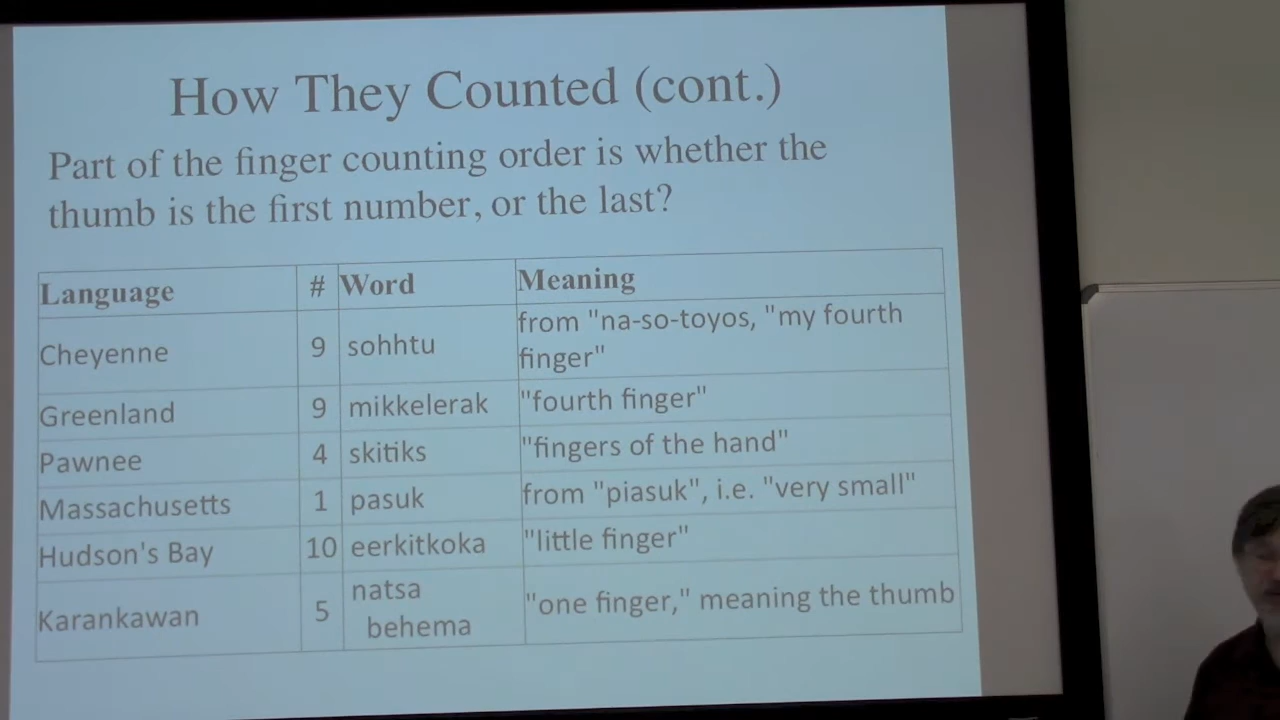 How They Counted (cont.)
Part of the finger counting order is whether the
thumb is the first number, or the last?
Language # Word Meaning
Cheyenne 9 sohhtu from "na-so-toyos, "my fourth
finger"
Greenland 9 mikkelerak "fourth finger"
Pawnee 4 skitiks "fingers of the hand"
Massachusetts 1 pasuk from "piasuk", i.e. "very small"
Hudson's Bay 10 eerkitkoka "little finger"
Karankawan 5 natsa
behema "one finger," meaning the thumb